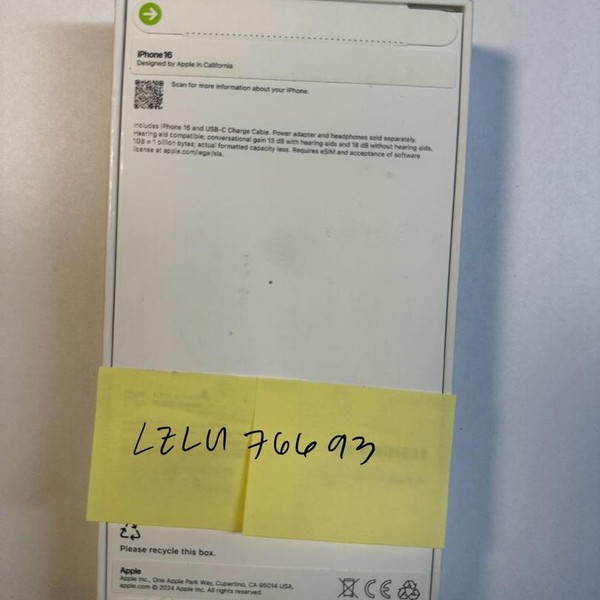 iPhone 16
Designed by Apple in California
Scan for more information about your iPhone.
Includes iPhone 16 and USB-C Charge Cable. Power adapter and headphones sold separately.
Hearing aid compatible; conversational gain 13 dB with hearing aids and 18 dB without hearing aids.
1GB = 1 billion bytes; actual formatted capacity less. Requires eSIM and acceptance of software
license at apple.com/legal/sla.
LZLU 76693
Please recycle this box.
Apple
Apple Inc., One Apple Park Way, Cupertino, CA 95014 USA.
apple.com © 2024 Apple Inc. All rights reserved.
CE